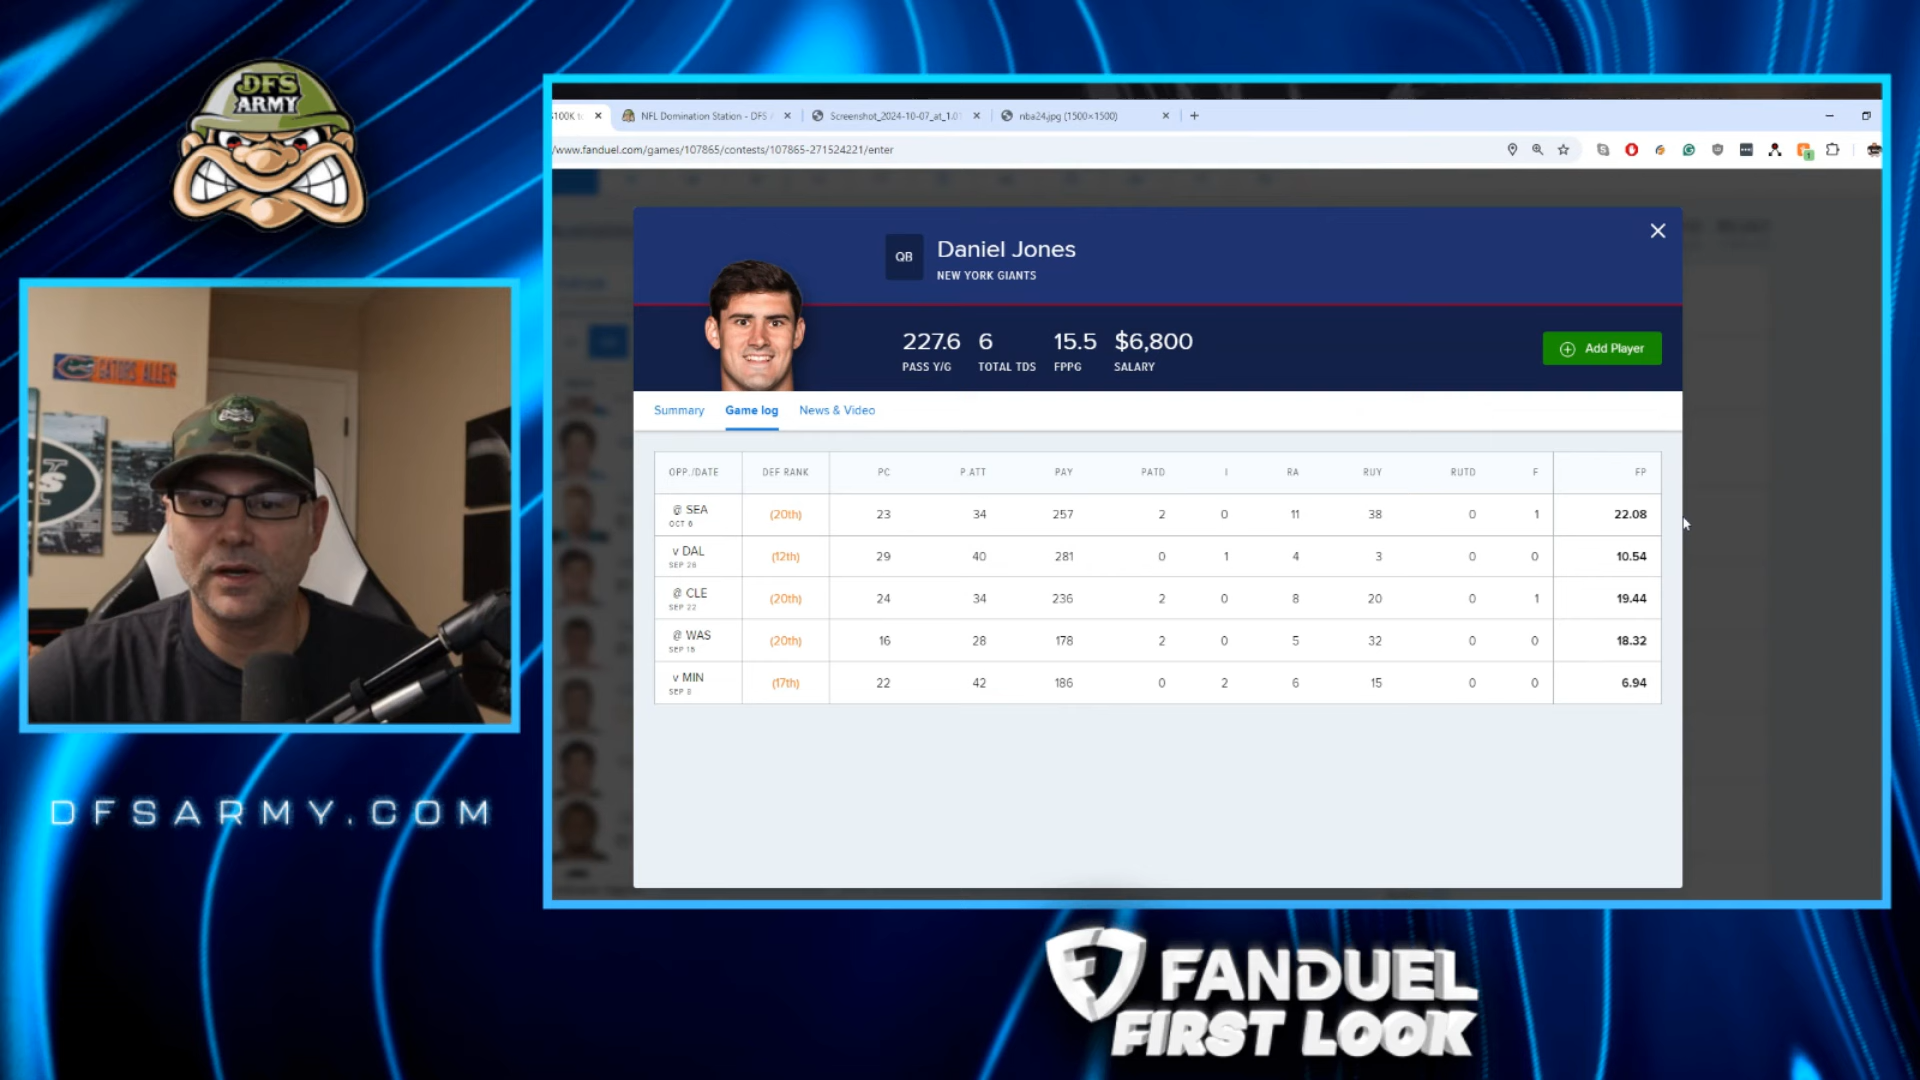 DFS
ARMY
GATORS ALLEY
DFSARMY.COM
$100K to
NFL Domination Station - DFS
Screenshot_2024-10-07_at_1.01
nba24.jpg (1500×1500)
/www.fanduel.com/games/107865/contests/107865-271524221/enter
QB
Daniel Jones
NEW YORK GIANTS
227.6 6 15.5 $6,800
PASS Y/G TOTAL TDS FPPG SALARY
Add Player
Summary Game log News & Video
OPP./DATE DEF RANK PC P.ATT PAY PATD I RA RUY RUTD F FP
@ SEA (20th) 23 34 257 2 0 11 38 0 1 22.08
OCT 6
v DAL (12th) 29 40 281 0 1 4 3 0 0 10.54
SEP 26
@ CLE (20th) 24 34 236 2 0 8 20 0 1 19.44
SEP 22
@ WAS (20th) 16 28 178 2 0 5 32 0 0 18.32
SEP 15
v MIN (17th) 22 42 186 0 2 6 15 0 0 6.94
SEP 8
FANDUEL
FIRST LOOK